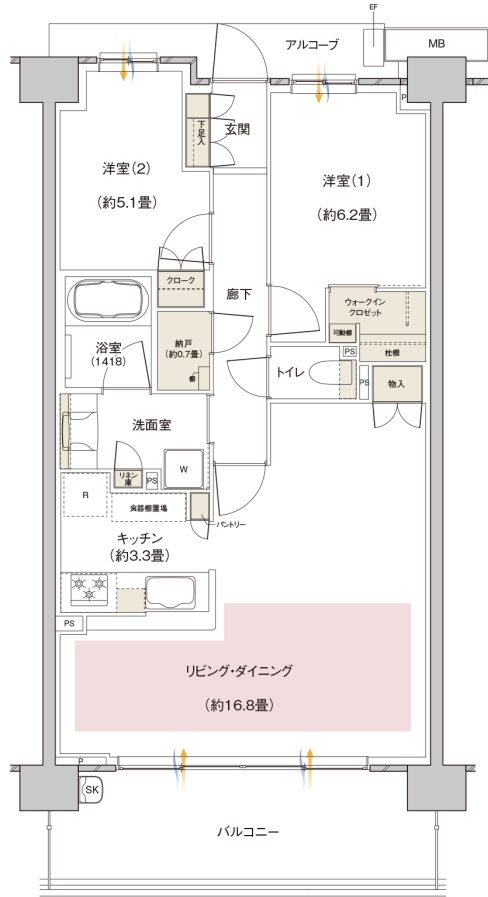 EF
アルコーブ
MB
P
下足入
玄関
洋室(2)
(約5.1畳)
洋室(1)
(約6.2畳)
クローク
廊下
ウォークイン
クロゼット
納戸
(約0.7畳)
棚
可動棚
浴室
(1418)
PS
枕棚
トイレ
PS
物入
洗面室
W
リネン
庫
PS
R
食器棚置場
パントリー
キッチン
(約3.3畳)
PS
リビング・ダイニング
(約16.8畳)
P
SK
バルコニー